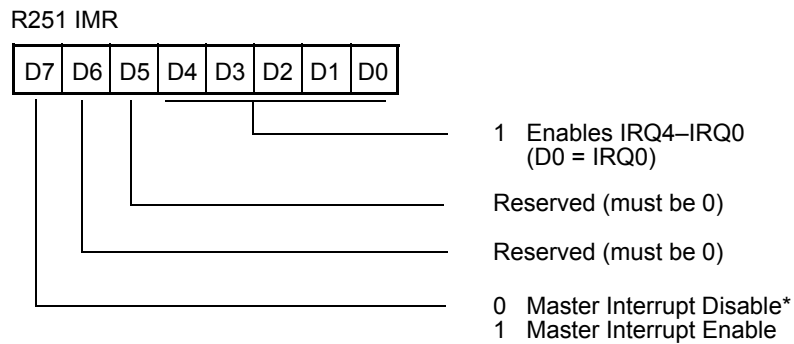 R251 IMR
D7 D6 D5 D4 D3 D2 D1 D0
1 Enables IRQ4–IRQ0
(D0 = IRQ0)
Reserved (must be 0)
Reserved (must be 0)
0 Master Interrupt Disable*
1 Master Interrupt Enable